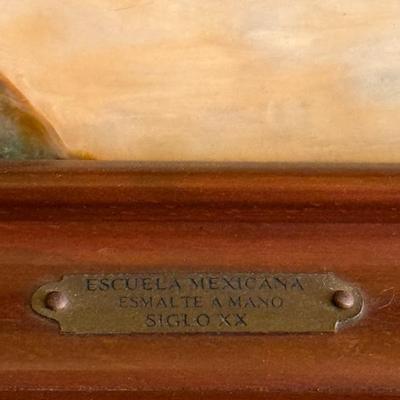 ESCUELA MEXICANA
ESMALTE A MANO
SIGLO XX